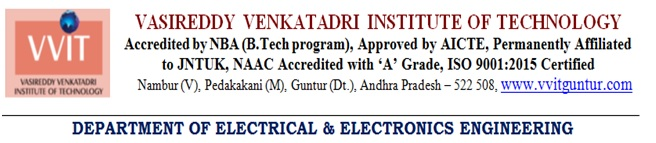 VVIT
VASIREDDY VENKATADRI
INSTITUTE OF TECHNOLOGY
VASIREDDY VENKATADRI INSTITUTE OF TECHNOLOGY
Accredited by NBA (B.Tech program), Approved by AICTE, Permanently Affiliated
to JNTUK, NAAC Accredited with ‘A’ Grade, ISO 9001:2015 Certified
Nambur (V), Pedakakani (M), Guntur (Dt.), Andhra Pradesh – 522 508, www.vvitguntur.com
DEPARTMENT OF ELECTRICAL & ELECTRONICS ENGINEERING